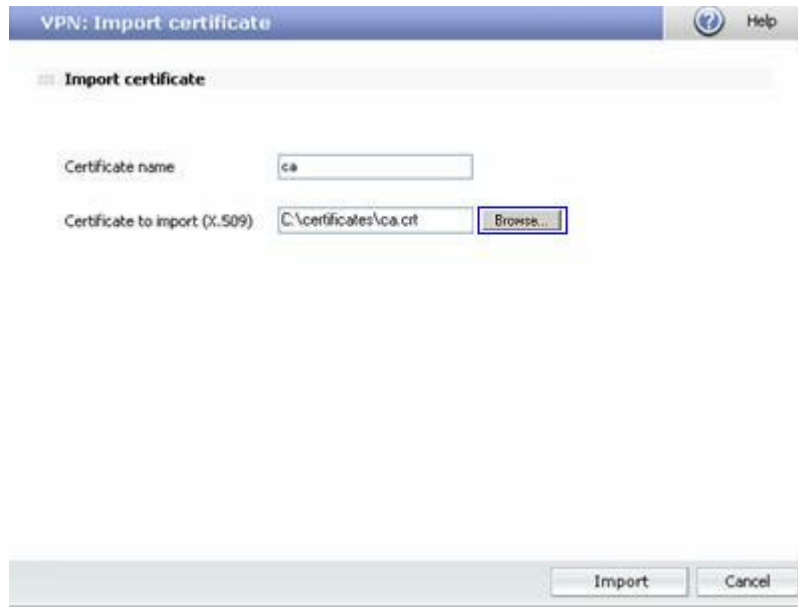 VPN: Import certificate
Help
Import certificate
Certificate name
ca
Certificate to import (X.509)
C:\certificates\ca.crt
Browse...
Import
Cancel